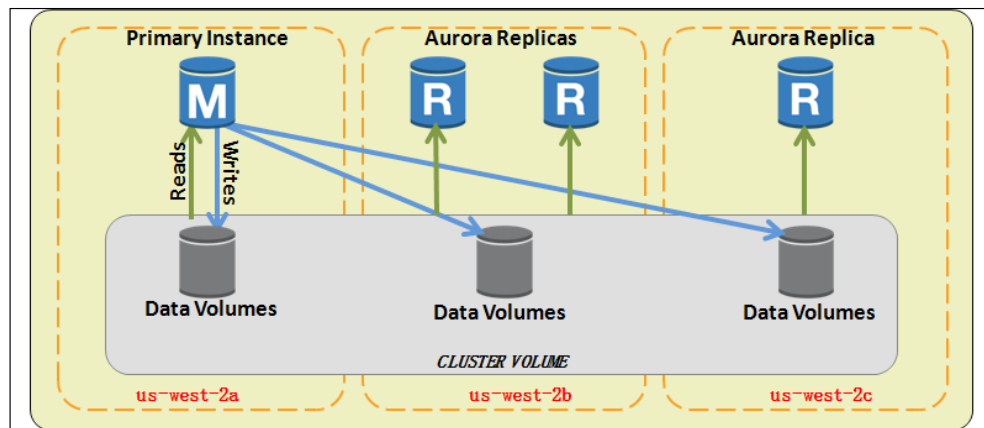 Primary Instance
Aurora Replicas
Aurora Replica
M
R
R
R
Reads
Writes
Data Volumes
Data Volumes
Data Volumes
CLUSTER VOLUME
us-west-2a
us-west-2b
us-west-2c